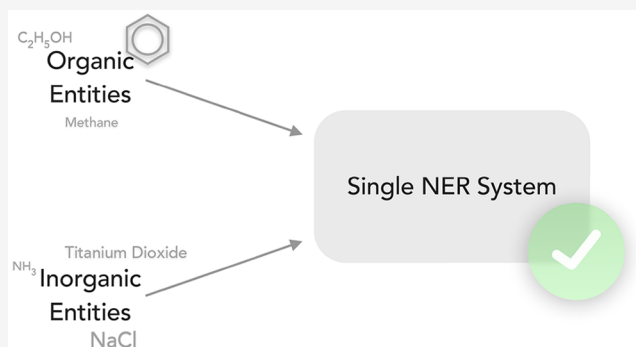 C₂H₅OH
Organic
Entities
Methane
Single NER System
Titanium Dioxide
NH₃
Inorganic
Entities
NaCl